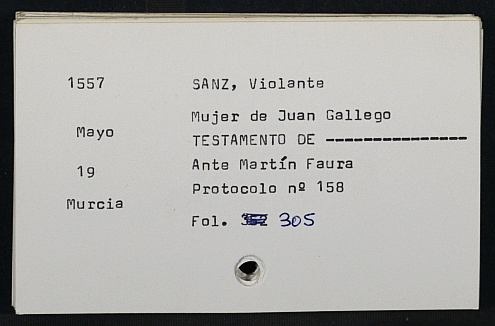 1557 SANZ, Violante
Mujer de Juan Gallego
Mayo TESTAMENTO DE ----------------
19 Ante Martín Faura
Protocolo nº 158
Murcia
Fol. 352 305